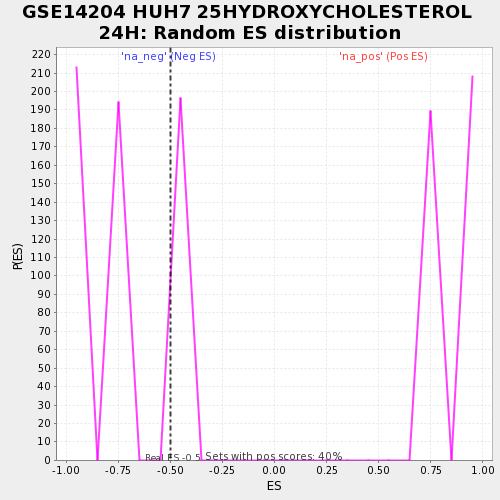 GSE14204 HUH7 25HYDROXYCHOLESTEROL
24H: Random ES distribution
'na_neg' (Neg ES)
'na_pos' (Pos ES)
220
210
200
190
180
170
160
150
140
130
120
110
100
90
80
70
60
50
40
30
20
10
0
P(ES)
Real ES -0.5
Sets with pos scores: 40%
-1.00 -0.75 -0.50 -0.25 0.00 0.25 0.50 0.75 1.00
ES